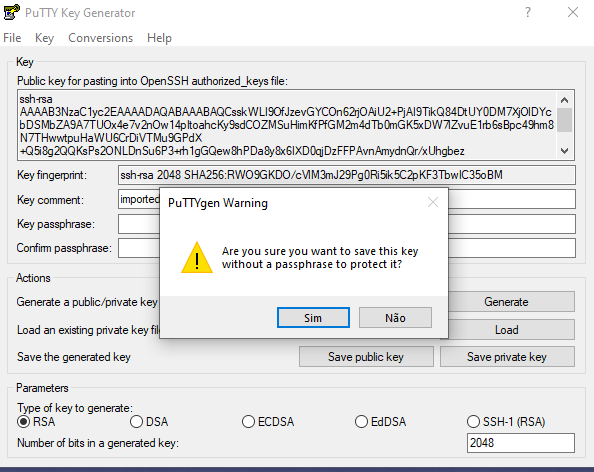 PuTTY Key Generator
?
File Key Conversions Help
Key
Public key for pasting into OpenSSH authorized_keys file:
ssh-rsa
AAAAB3NzaC1yc2EAAAADAQABAAABAQCsskWLI9OfJzevGYCOn62rjOAiU2+PjAI9TikQ84DtUY0DM7XjOIDYc
bDSMbZA9A7TUOx4e7v2nOw14pItoahcKy9sdCOZMSuHimKfPfGM2m4dTb0mGK5xDW7lZvuE1rb6sBpc49hm8
N7THwwtpuHaWU6CrDiVTMu9GPdX
+Q5i8g2QQKsPs2ONLDnSu6P3+rh1gGQew8hPDa8y8x6IXD0qjDzFFPAvnAmydnQr/xUhgbez
Key fingerprint: ssh-rsa 2048 SHA256:RWO9GKDO/cVIM3mJ29Pg0Ri5ik5C2pKF3TbwlC35oBM
Key comment: imported
Key passphrase:
Confirm passphrase:
PuTTYgen Warning
Are you sure you want to save this key
without a passphrase to protect it?
Sim Não
Actions
Generate a public/private key Generate
Load an existing private key file Load
Save the generated key Save public key Save private key
Parameters
Type of key to generate:
RSA DSA ECDSA EdDSA SSH-1 (RSA)
Number of bits in a generated key: 2048